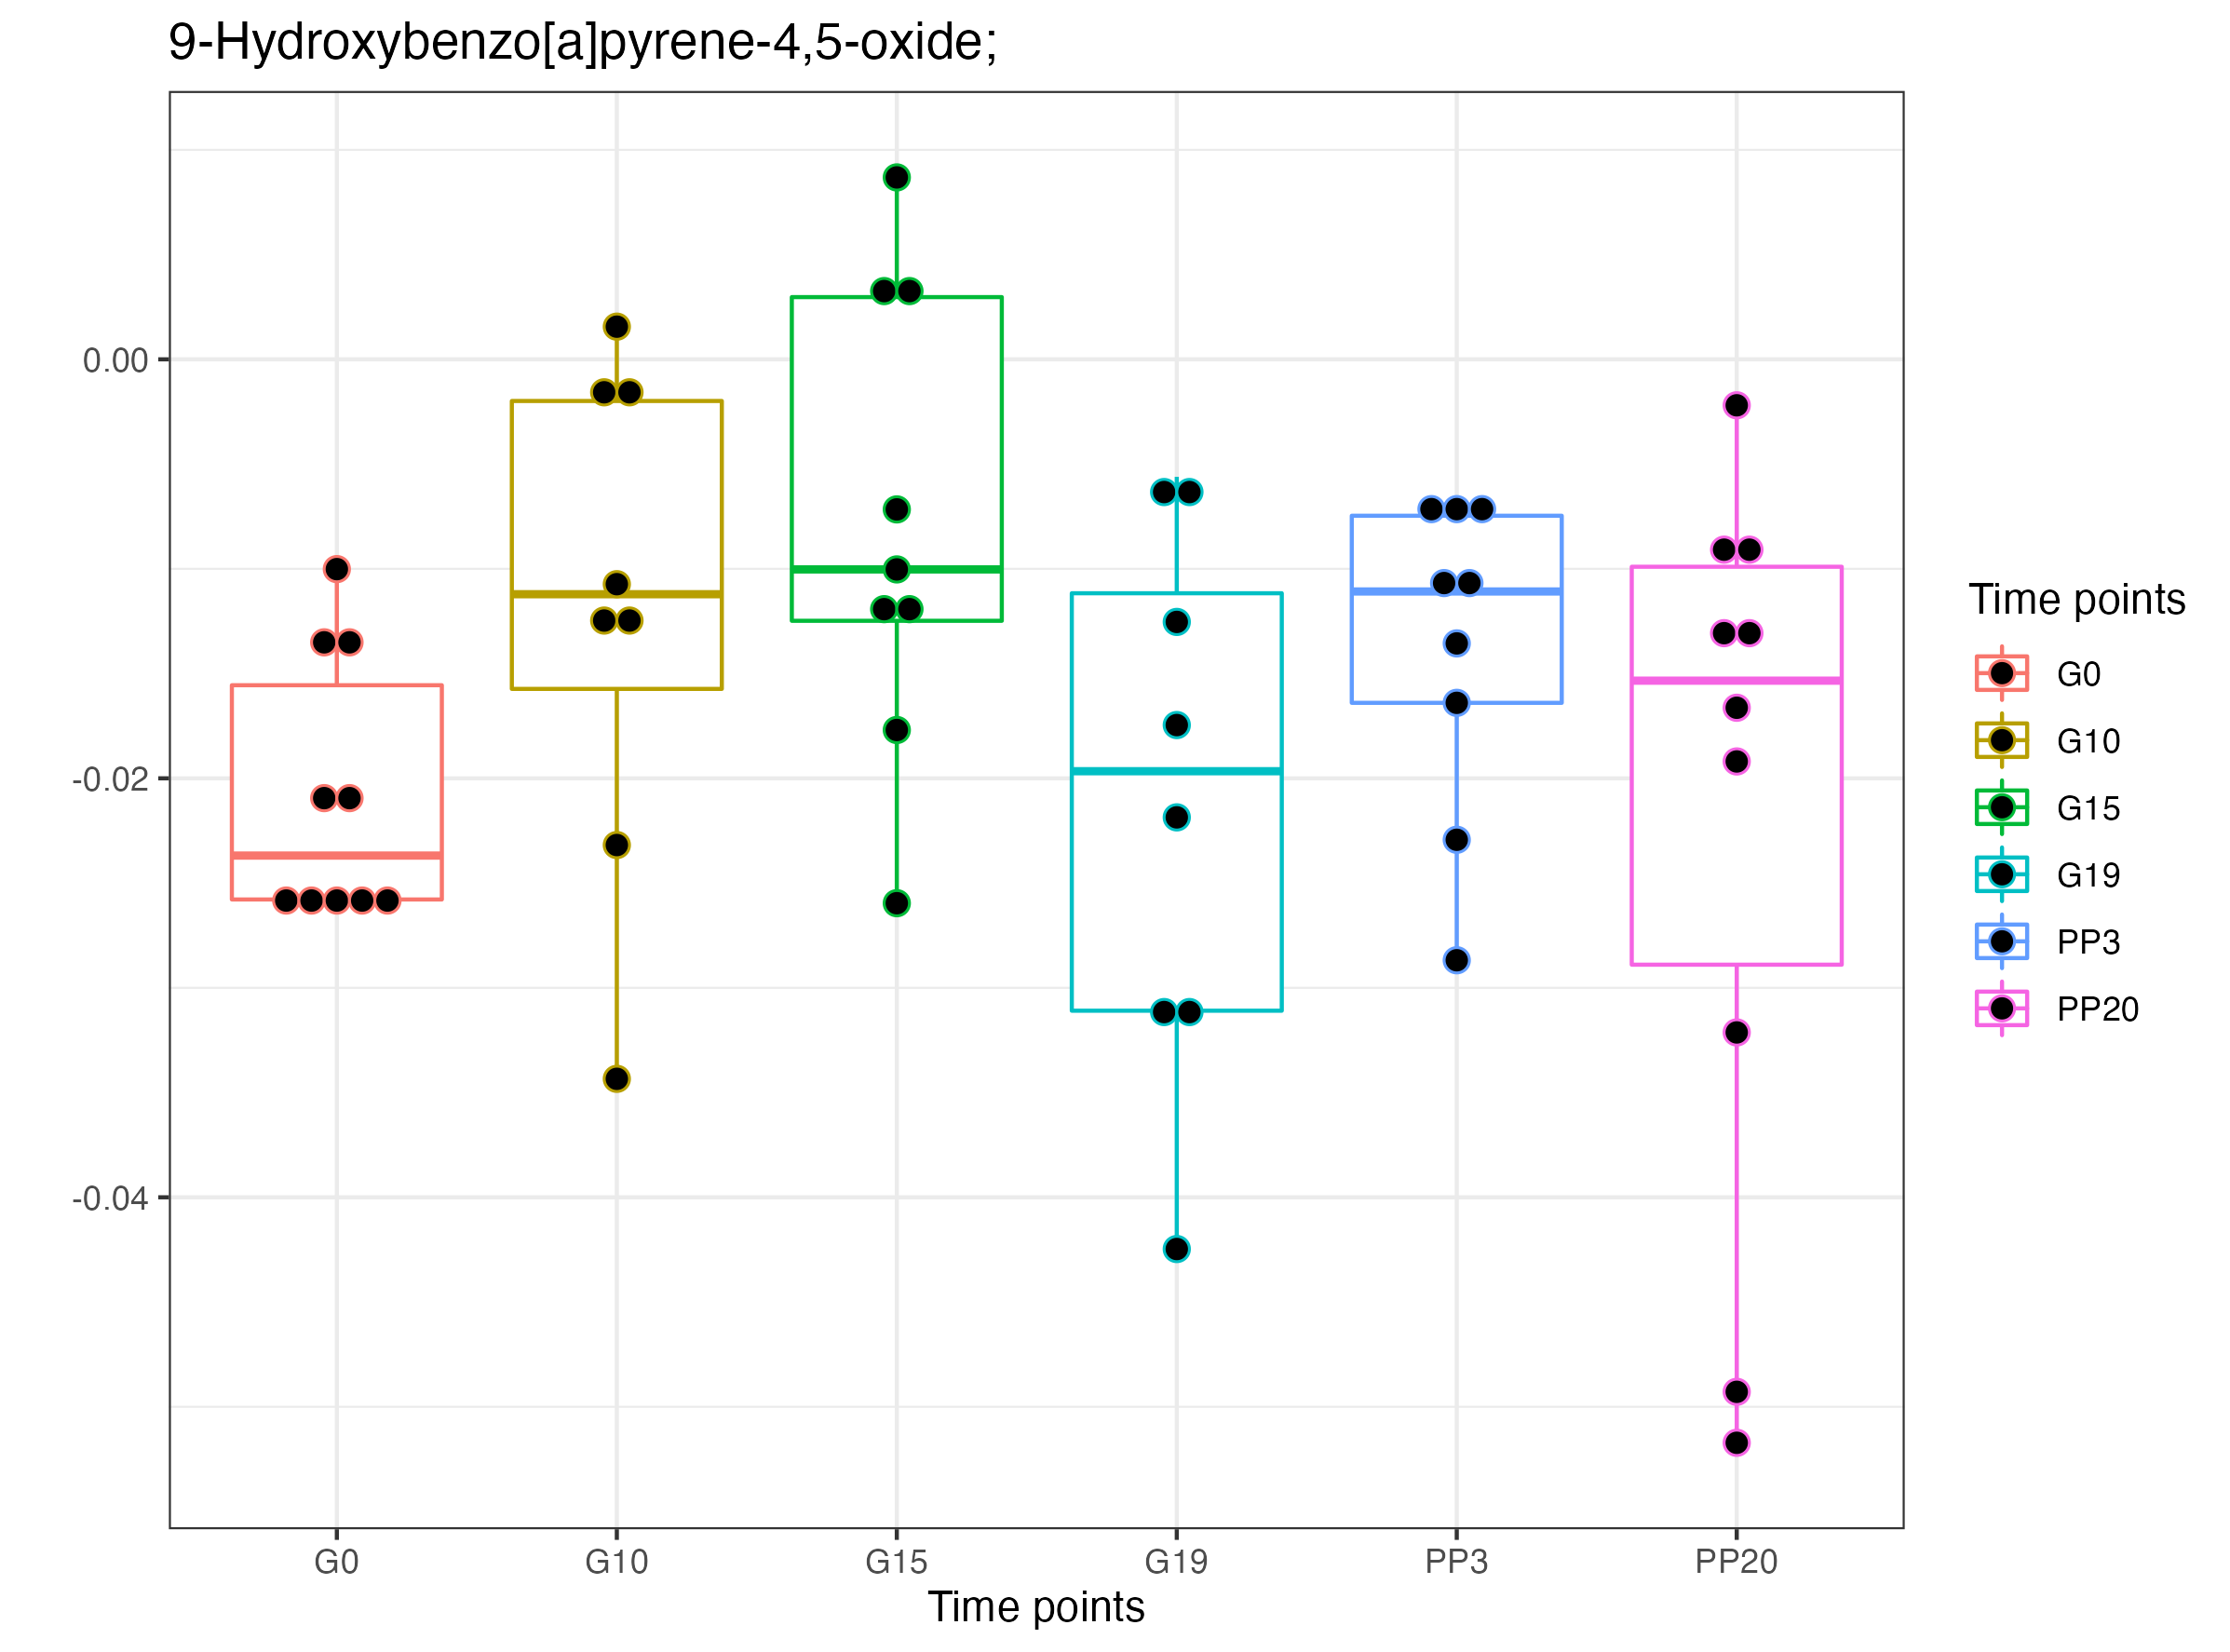 9-Hydroxybenzo[a]pyrene-4,5-oxide;
0.00
-0.02
-0.04
G0 G10 G15 G19 PP3 PP20
Time points
Time points
G0
G10
G15
G19
PP3
PP20